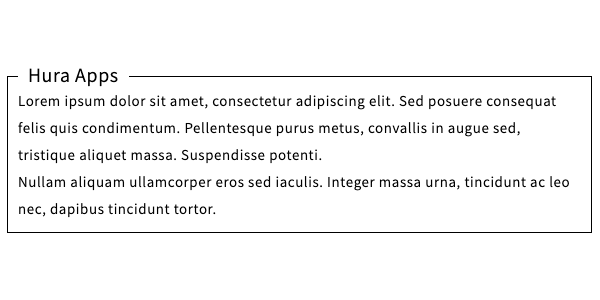 Hura Apps
Lorem ipsum dolor sit amet, consectetur adipiscing elit. Sed posuere consequat
felis quis condimentum. Pellentesque purus metus, convallis in augue sed,
tristique aliquet massa. Suspendisse potenti.
Nullam aliquam ullamcorper eros sed iaculis. Integer massa urna, tincidunt ac leo
nec, dapibus tincidunt tortor.